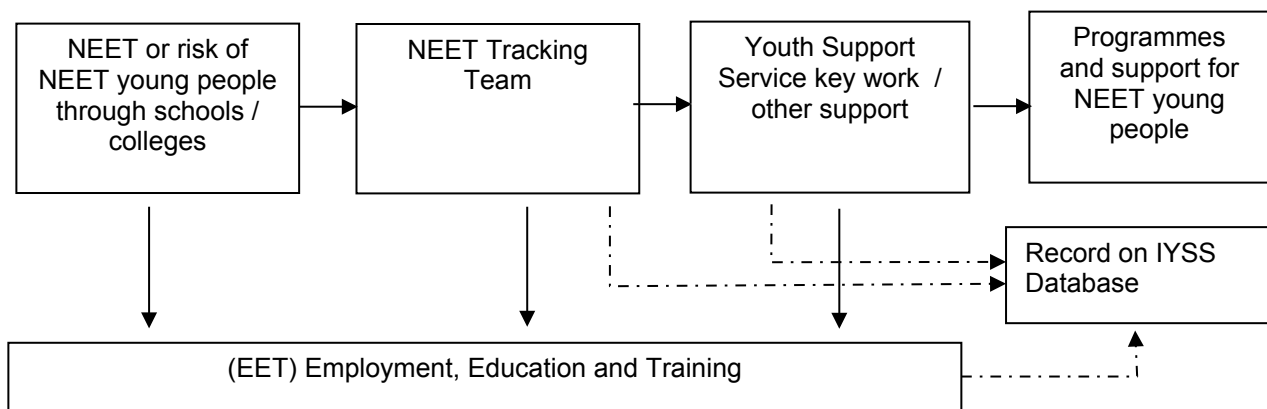 NEET or risk of
NEET young people
through schools /
colleges
NEET Tracking
Team
Youth Support
Service key work /
other support
Programmes
and support for
NEET young
people
Record on IYSS
Database
(EET) Employment, Education and Training